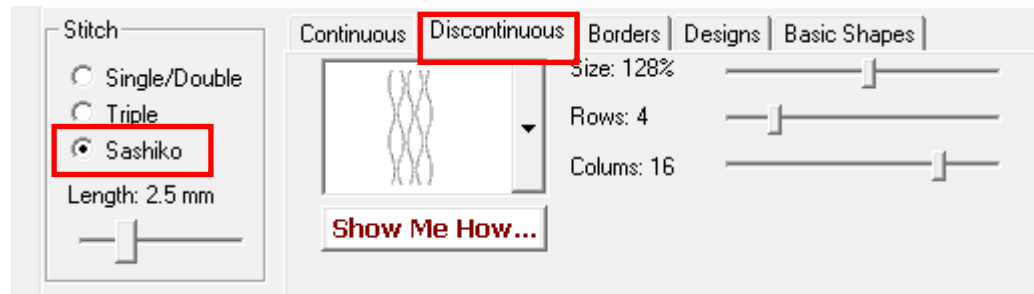 Stitch
Single/Double
Triple
Sashiko
Length: 2.5 mm
Continuous
Discontinuous
Borders
Designs
Basic Shapes
Size: 128%
Rows: 4
Colums: 16
Show Me How...